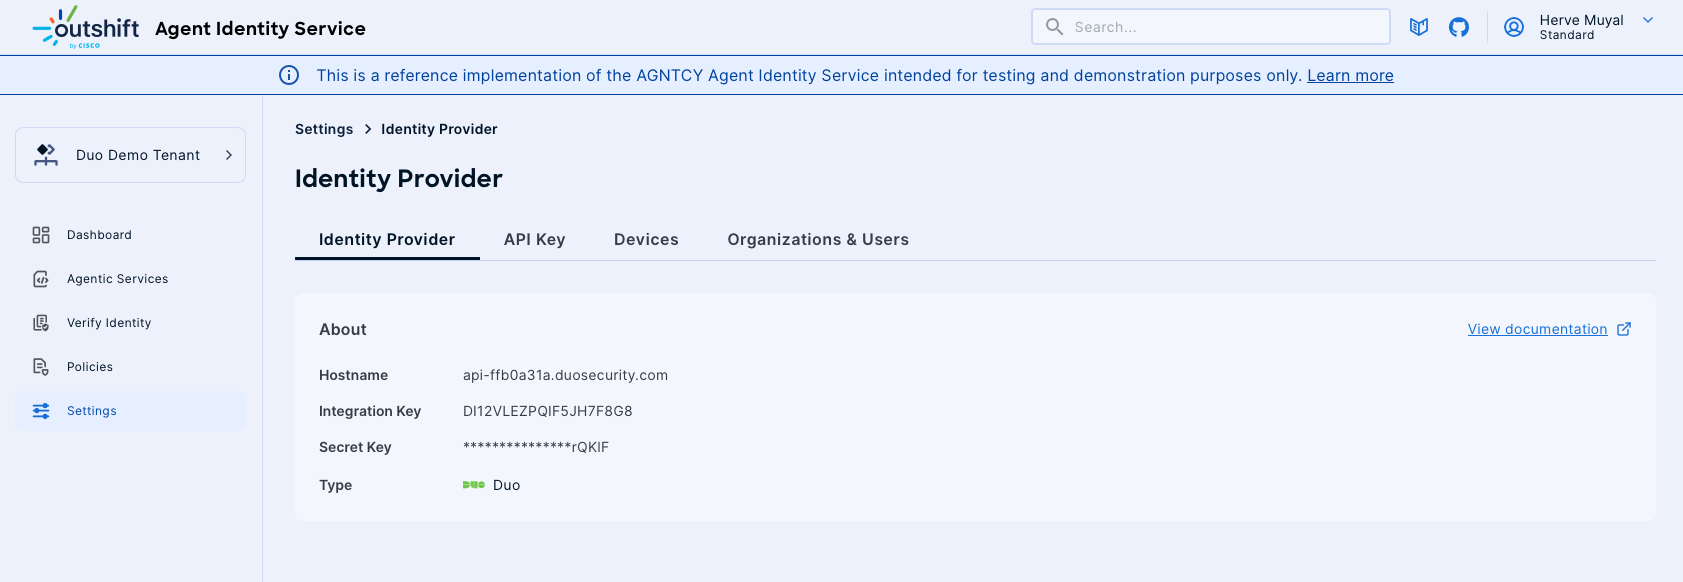 outshift
by CISCO
Agent Identity Service
Search...
Herve Muyal
Standard
This is a reference implementation of the AGNTCY Agent Identity Service intended for testing and demonstration purposes only. Learn more
Duo Demo Tenant
Dashboard
Agentic Services
Verify Identity
Policies
Settings
Settings > Identity Provider
Identity Provider
Identity Provider API Key Devices Organizations & Users
About View documentation
Hostname api-ffb0a31a.duosecurity.com
Integration Key DI12VLEZPQIF5JH7F8G8
Secret Key ***************rQKIF
Type DUO Duo